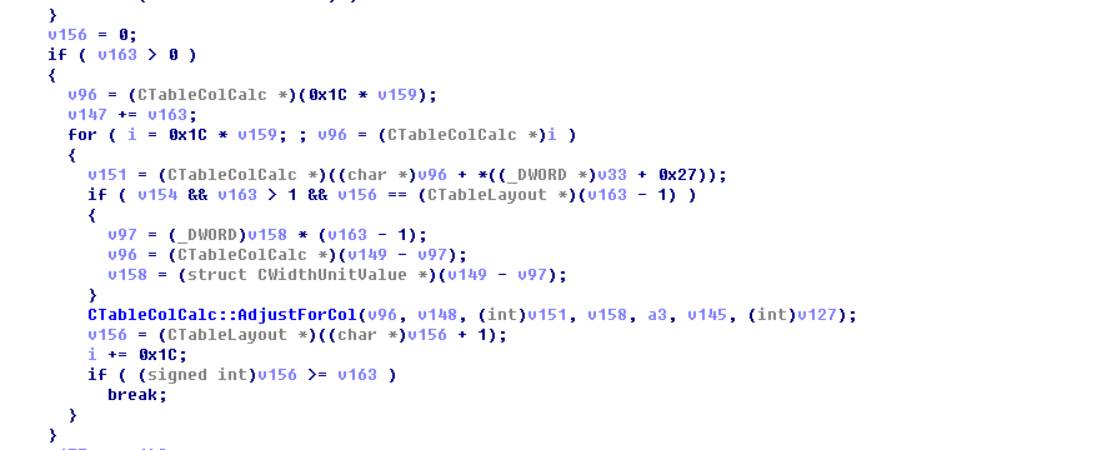 }
v156 = 0;
if ( v163 > 0 )
{
v96 = (CTableColCalc *)(0x1C * v159);
v147 += v163;
for ( i = 0x1C * v159; ; v96 = (CTableColCalc *)i )
{
v151 = (CTableColCalc *)((char *)v96 + *((_DWORD *)v33 + 0x27));
if ( v154 && v163 > 1 && v156 == (CTableLayout *)(v163 - 1) )
{
v97 = (_DWORD)v158 * (v163 - 1);
v96 = (CTableColCalc *)(v149 - v97);
v158 = (struct CWidthUnitValue *)(v149 - v97);
}
CTableColCalc::AdjustForCol(v96, v148, (int)v151, v158, a3, v145, (int)v127);
v156 = (CTableLayout *)((char *)v156 + 1);
i += 0x1C;
if ( (signed int)v156 >= v163 )
break;
}
}